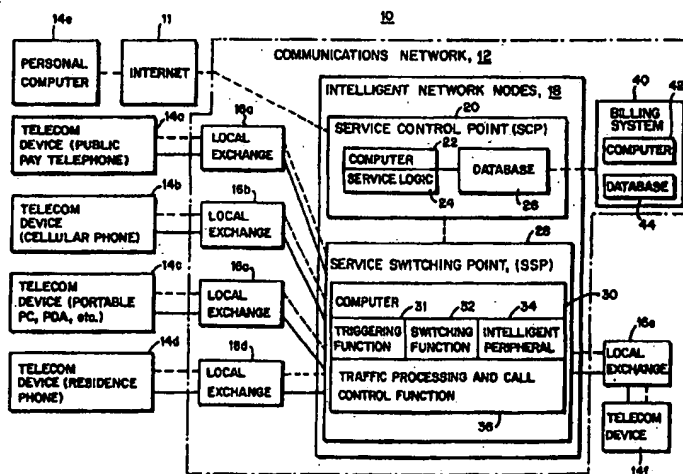 10
14e
11
PERSONAL
COMPUTER
INTERNET
COMMUNICATIONS NETWORK, 12
INTELLIGENT NETWORK NODES, 18
20
SERVICE CONTROL POINT (SCP)
22
COMPUTER
SERVICE LOGIC
24
DATABASE
26
40
BILLING
SYSTEM
42
COMPUTER
DATABASE
44
14a
TELECOM
DEVICE (PUBLIC
PAY TELEPHONE)
16a
LOCAL
EXCHANGE
14b
TELECOM
DEVICE
(CELLULAR PHONE)
16b
LOCAL
EXCHANGE
14c
TELECOM
DEVICE (PORTABLE
PC, PDA, etc.)
16c
LOCAL
EXCHANGE
14d
TELECOM
DEVICE (RESIDENCE
PHONE)
16d
LOCAL
EXCHANGE
28
SERVICE SWITCHING POINT, (SSP)
COMPUTER
31
32
34
30
TRIGGERING
FUNCTION
SWITCHING
FUNCTION
INTELLIGENT
PERIPHERAL
TRAFFIC PROCESSING AND CALL
CONTROL FUNCTION
36
16e
LOCAL
EXCHANGE
TELECOM
DEVICE
14f